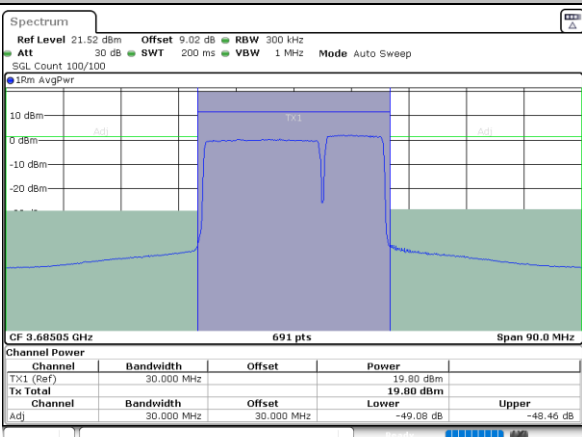 Spectrum
Ref Level 21.52 dBm Offset 9.02 dB RBW 300 kHz
Att 30 dB SWT 200 ms VBW 1 MHz Mode Auto Sweep
SGL Count 100/100
1Rm AvgPwr
10 dBm
TX1
Adj Adj
0 dBm
-10 dBm
-20 dBm
CF 3.68505 GHz 691 pts Span 90.0 MHz
Channel Power
Channel Bandwidth Offset Power
TX1 (Ref) 30.000 MHz 19.80 dBm
Tx Total 19.80 dBm
Channel Bandwidth Offset Lower Upper
Adj 30.000 MHz 30.000 MHz -49.08 dB -48.46 dB